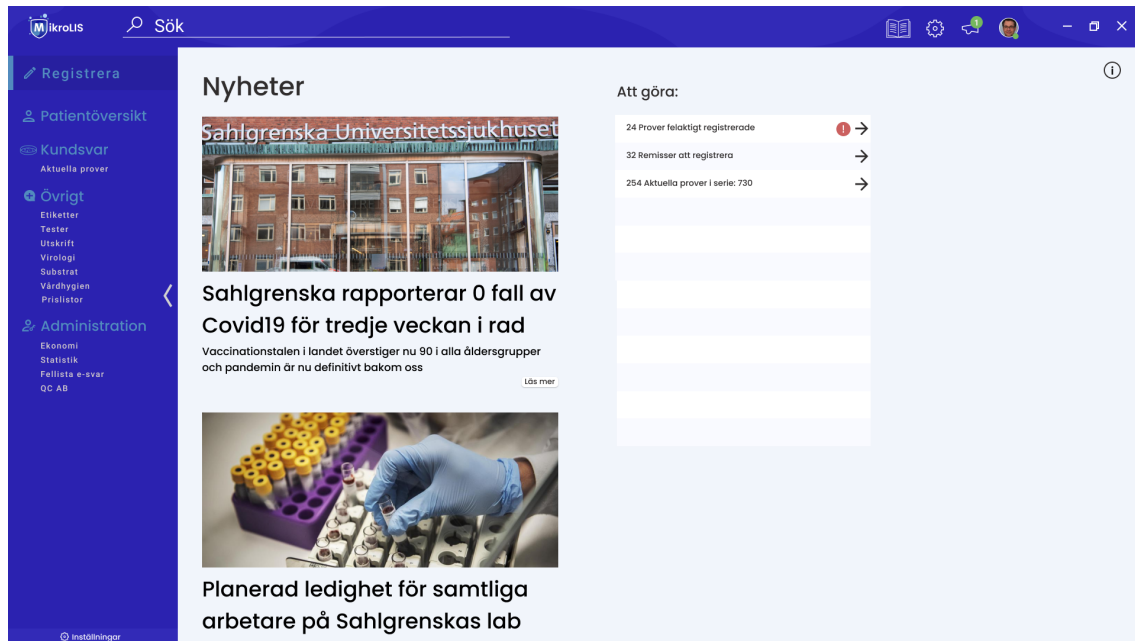 MikroLIS
Sök
1
Registrera
Patientöversikt
Kundsvar
Aktuella prover
Övrigt
Etiketter
Tester
Utskrift
Virologi
Substrat
Vårdhygien
Prislistor
Administration
Ekonomi
Statistik
Fellista e-svar
QC AB
Inställningar
Nyheter
Sahlgrenska Universitetssjukhuset
Sahlgrenska rapporterar 0 fall av
Covid19 för tredje veckan i rad
Vaccinationstalen i landet överstiger nu 90 i alla åldersgrupper
och pandemin är nu definitivt bakom oss
Läs mer
Planerad ledighet för samtliga
arbetare på Sahlgrenskas lab
Att göra:
24 Prover felaktigt registrerade
32 Remisser att registrera
254 Aktuella prover i serie: 730